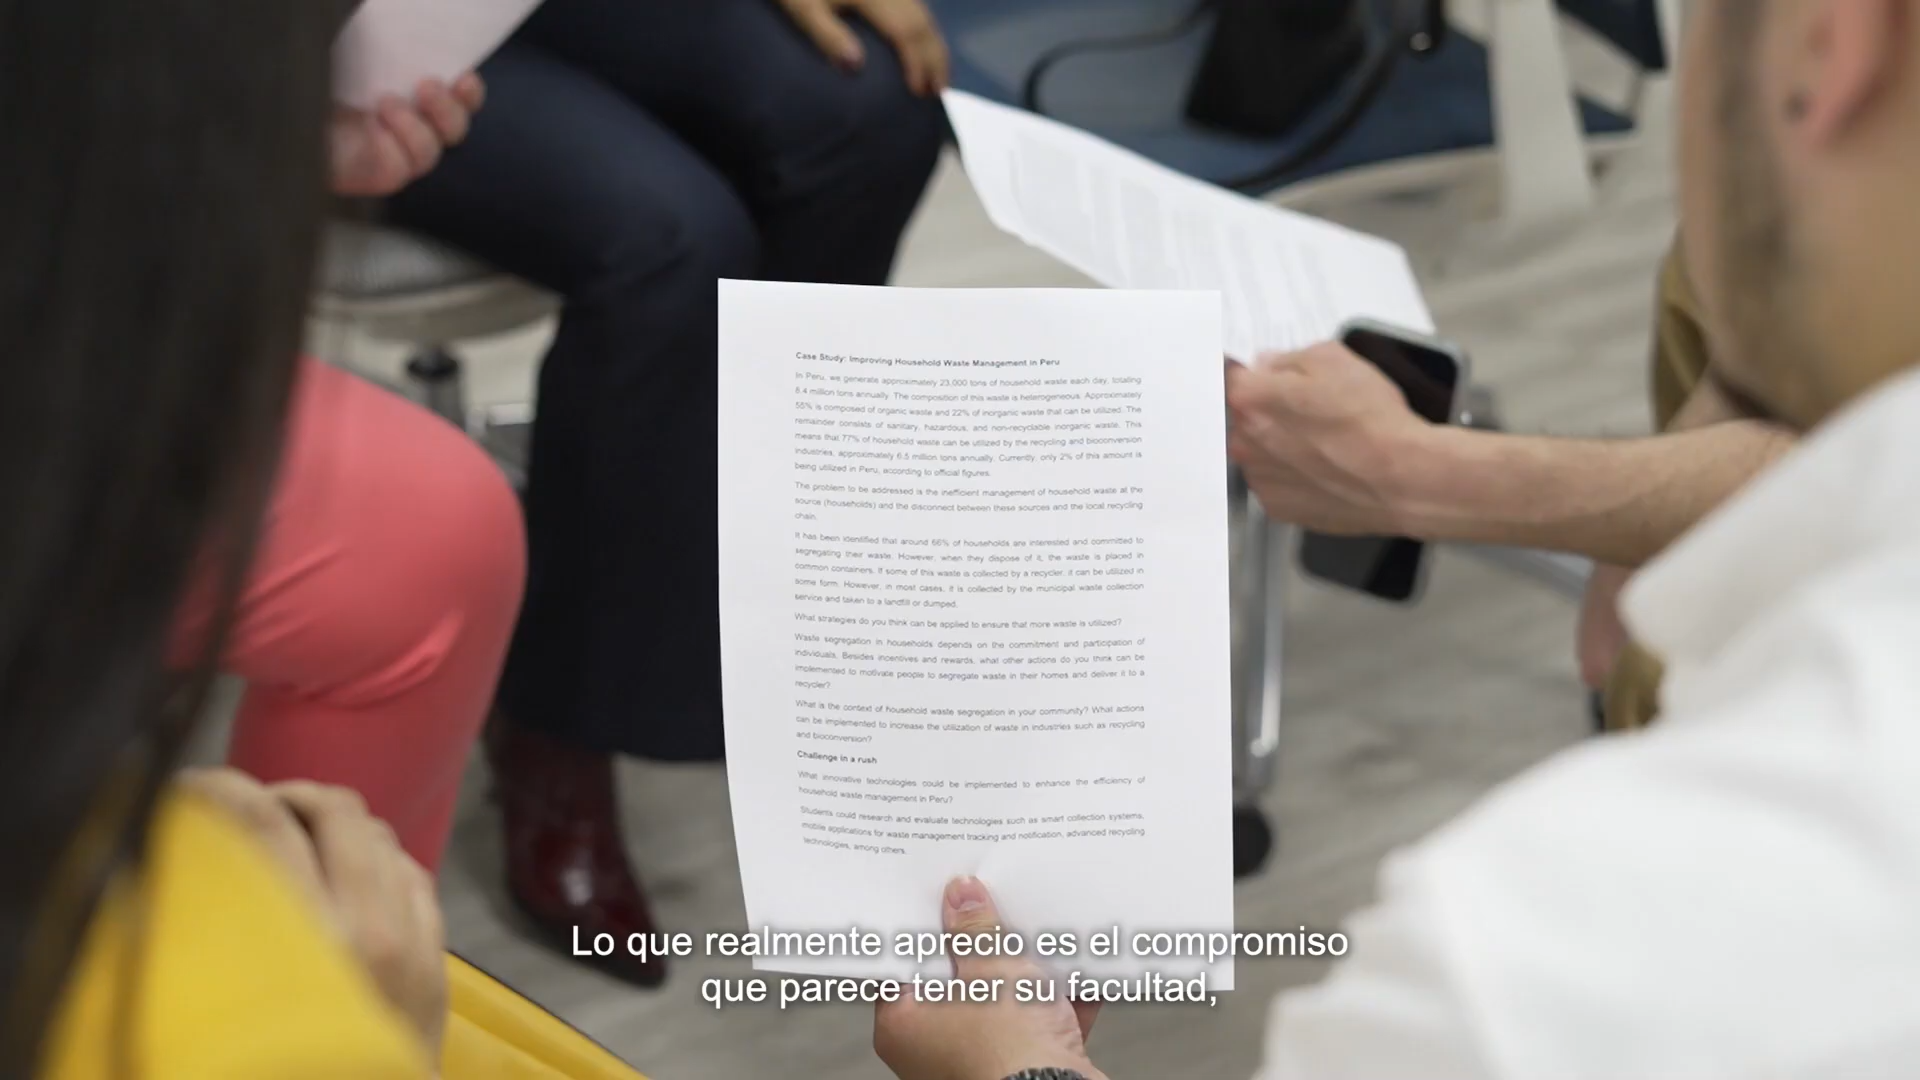 Case Study: Improving Household Waste Management in Peru
In Peru, we generate approximately 23,000 tons of household waste each day, totaling
8.4 million tons annually. The composition of this waste is heterogeneous. Approximately
55% is composed of organic waste and 22% of inorganic waste that can be utilized. The
remainder consists of sanitary, hazardous, and non-recyclable inorganic waste. This
means that 77% of household waste can be utilized by the recycling and bioconversion
industries, approximately 6.5 million tons annually. Currently, only 2% of this amount is
being utilized in Peru, according to official figures.
The problem to be addressed is the inefficient management of household waste at the
source (households) and the disconnect between these sources and the local recycling
chain.
It has been identified that around 66% of households are interested and committed to
segregating their waste. However, when they dispose of it, the waste is placed in
common containers. If some of this waste is collected by a recycler, it can be utilized in
some form. However, in most cases, it is collected by the municipal waste collection
service and taken to a landfill or dumped.
What strategies do you think can be applied to ensure that more waste is utilized?
Waste segregation in households depends on the commitment and participation of
individuals. Besides incentives and rewards, what other actions do you think can be
implemented to motivate people to segregate waste in their homes and deliver it to a
recycler?
What is the context of household waste segregation in your community? What actions
can be implemented to increase the utilization of waste in industries such as recycling
and bioconversion?
Challenge in a rush
What innovative technologies could be implemented to enhance the efficiency of
household waste management in Peru?
Students could research and evaluate technologies such as smart collection systems,
mobile applications for waste management tracking and notification, advanced recycling
technologies, among others.
Lo que realmente aprecio es el compromiso
que parece tener su facultad,